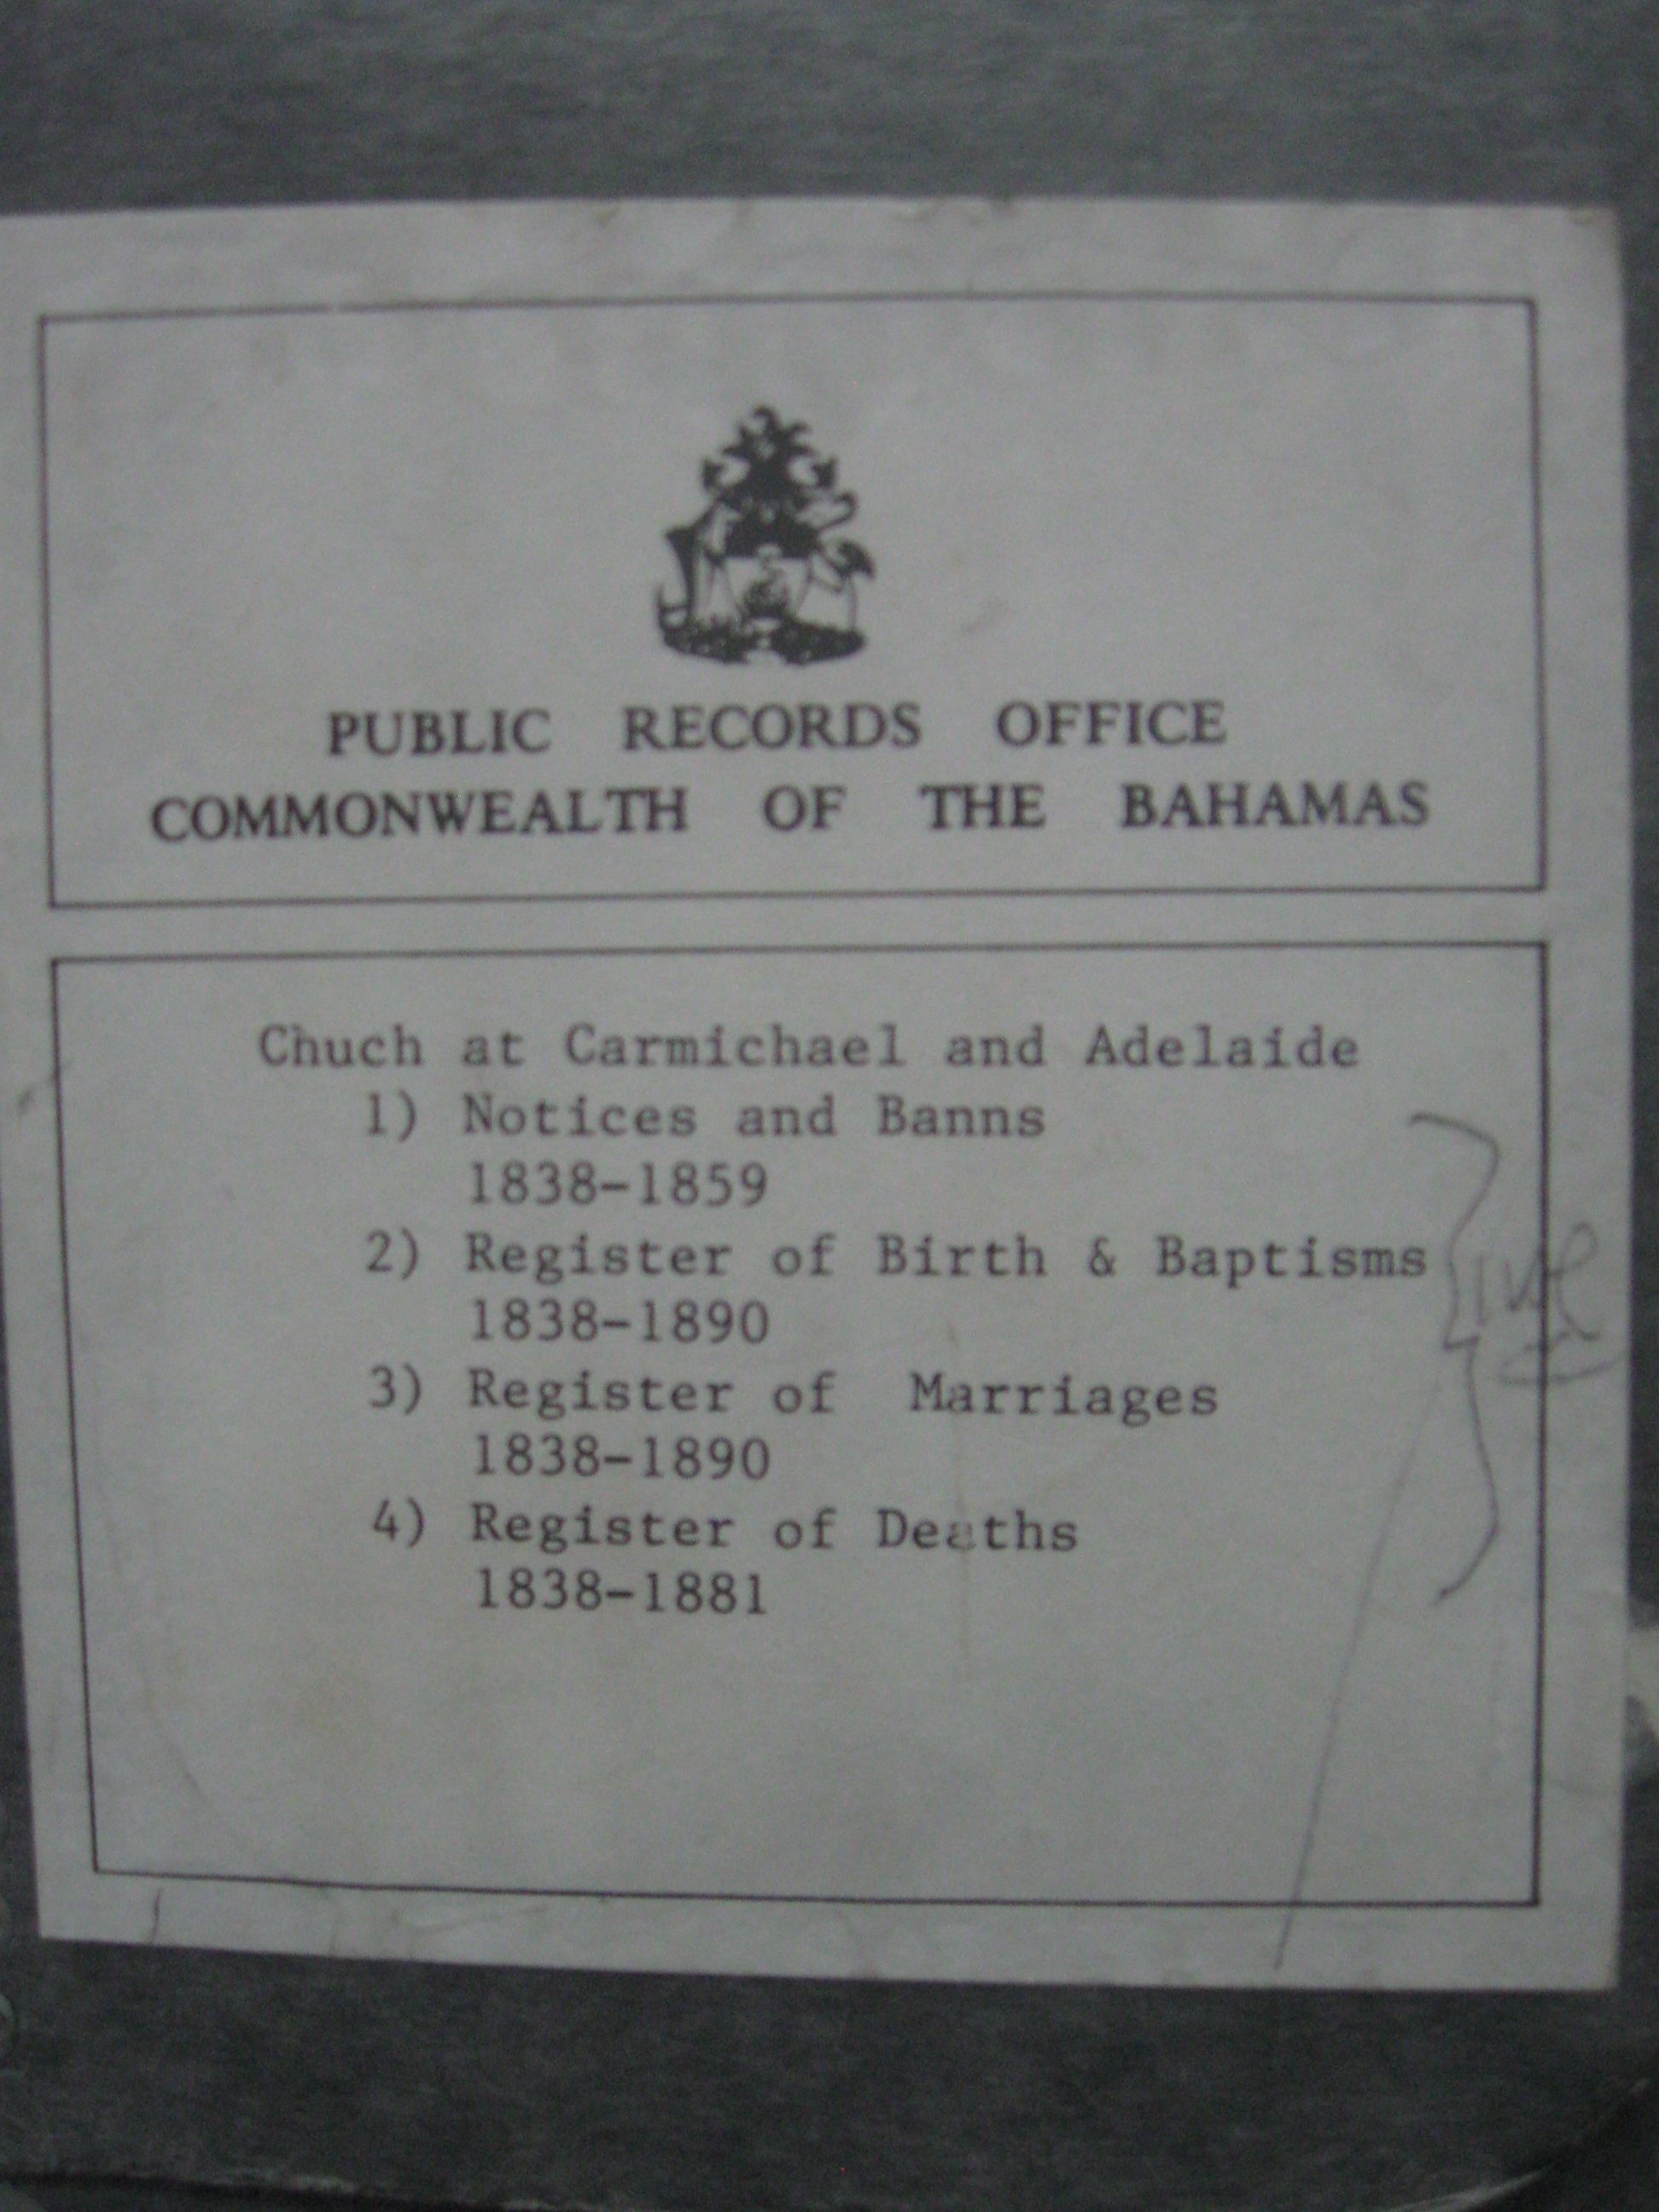 PUBLIC RECORDS OFFICE
COMMONWEALTH OF THE BAHAMAS
Chuch at Carmichael and Adelaide
1) Notices and Banns
1838-1859
2) Register of Birth & Baptisms
1838-1890
3) Register of Marriages
1838-1890
4) Register of Deaths
1838-1881